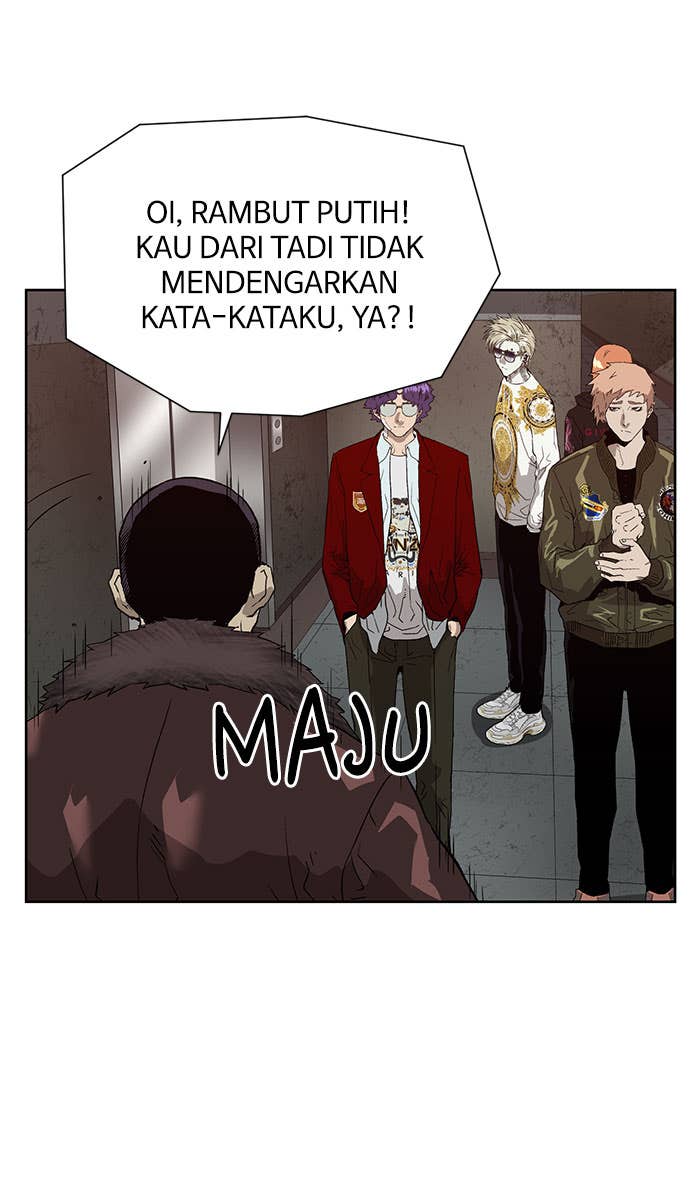 OI, RAMBUT PUTIH!
KAU DARI TADI TIDAK
MENDENGARKAN
KATA-KATAKU, YA?!
MAJU